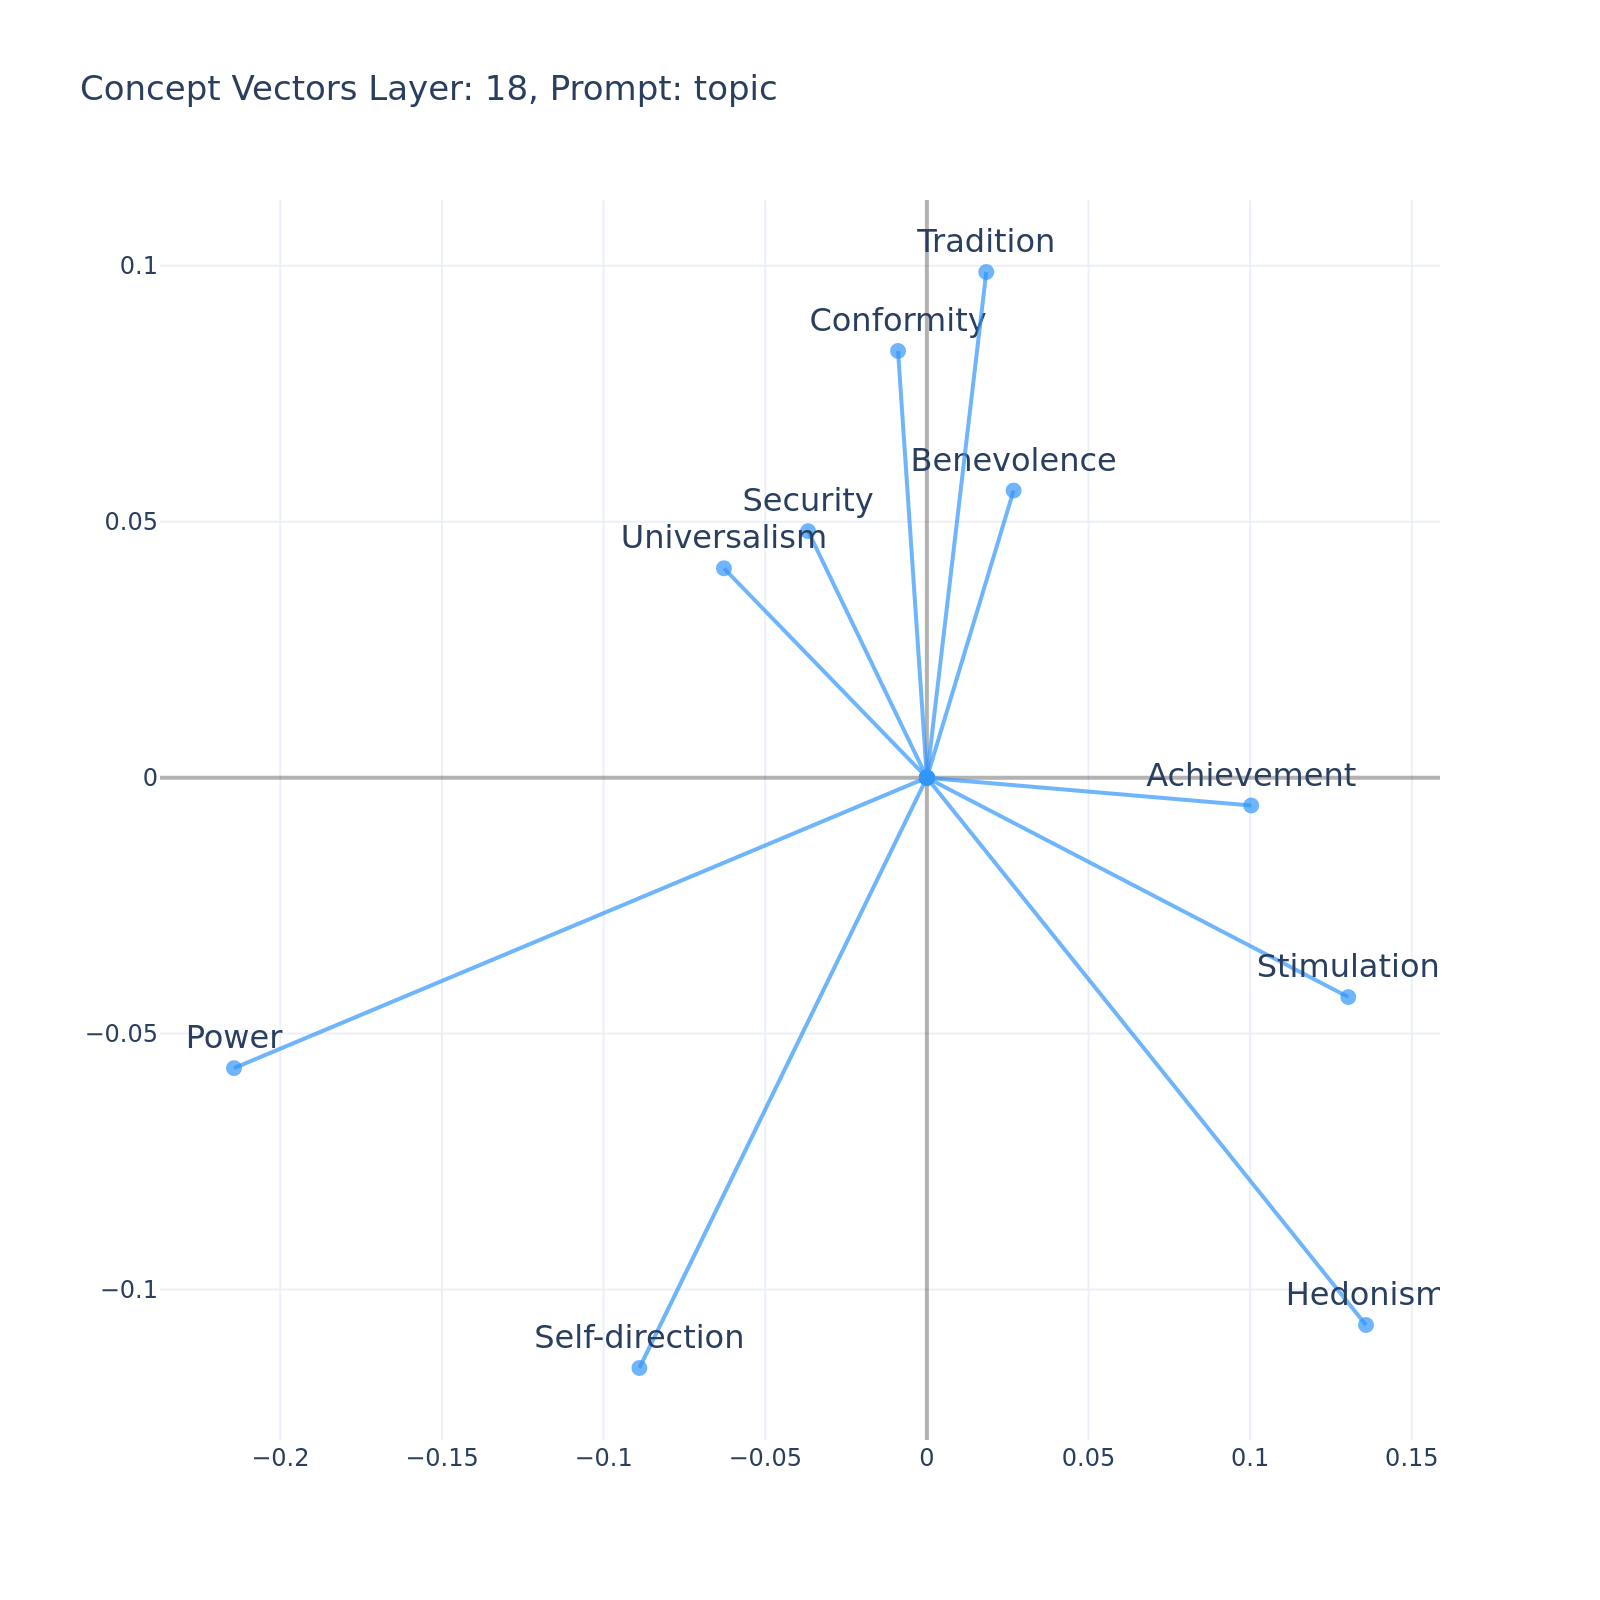 Concept Vectors Layer: 18, Prompt: topic
Tradition
0.1
Conformity
Benevolence
Security
0.05
Universalism
Achievement
0
Stimulation
−0.05
Power
−0.1
Hedonism
Self-direction
−0.2
−0.15
−0.1
−0.05
0
0.05
0.1
0.15